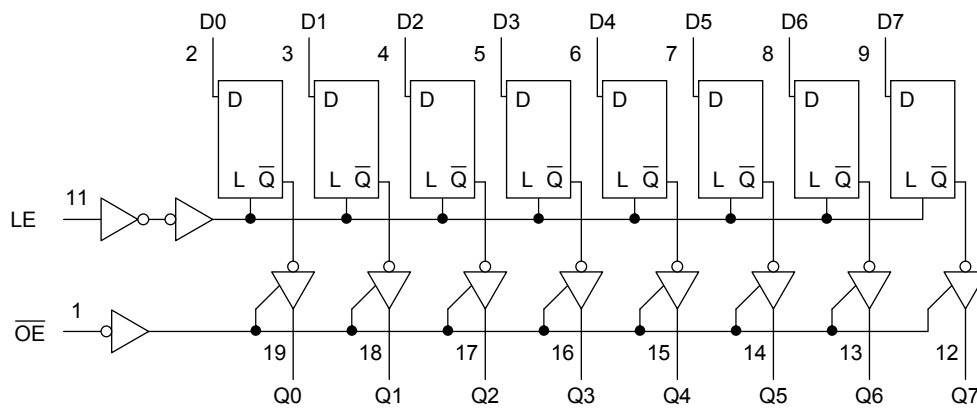 D0 D1 D2 D3 D4 D5 D6 D7
2 3 4 5 6 7 8 9
D D D D D D D D
L Q̅ L Q̅ L Q̅ L Q̅ L Q̅ L Q̅ L Q̅ L Q̅
11
LE
1
O̅E̅
19 18 17 16 15 14 13 12
Q0 Q1 Q2 Q3 Q4 Q5 Q6 Q7